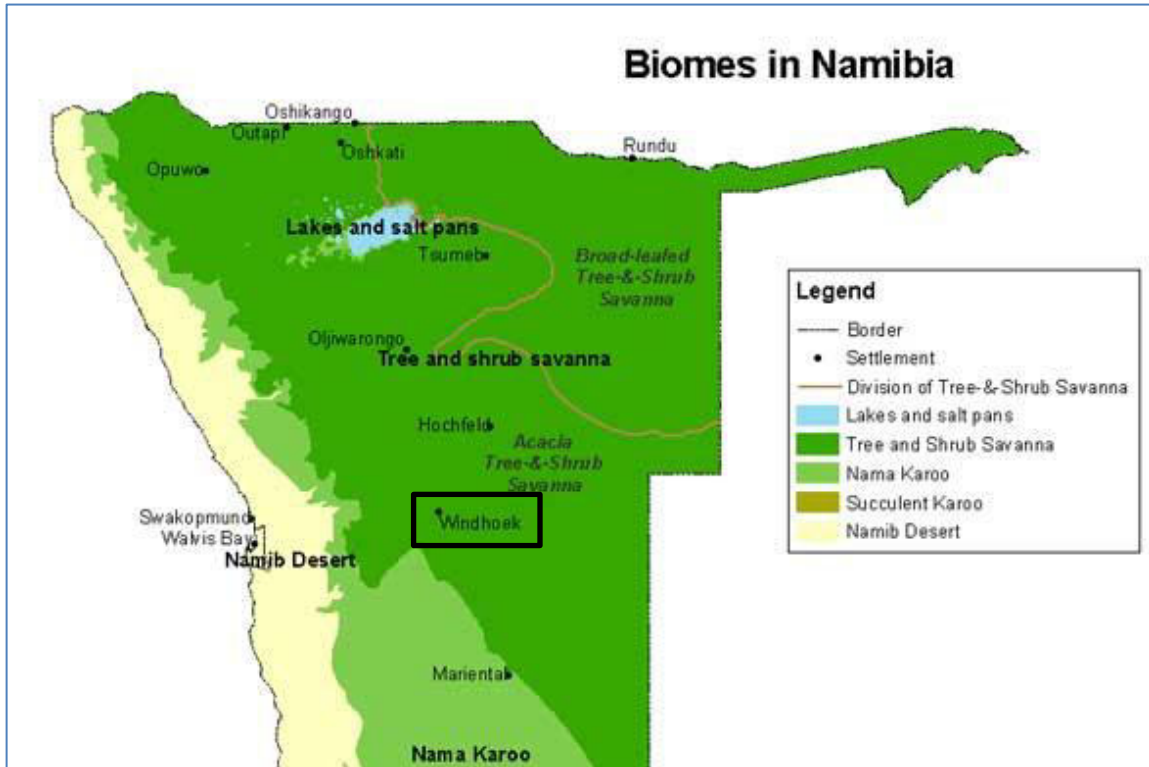 Biomes in Namibia
Oshikango
Outapi
Oshkati
Rundu
Opuwo
Lakes and salt pans
Tsumeb
Broad-leafed
Tree-&-Shrub
Savanna
Oljiwarongo
Tree and shrub savanna
Hochfeld
Acacia
Tree-&-Shrub
Savanna
Windhoek
Swakopmund
Walvis Bay
Namib Desert
Mariental
Nama Karoo
Legend
Border
Settlement
Division of Tree-&-Shrub Savanna
Lakes and salt pans
Tree and Shrub Savanna
Nama Karoo
Succulent Karoo
Namib Desert